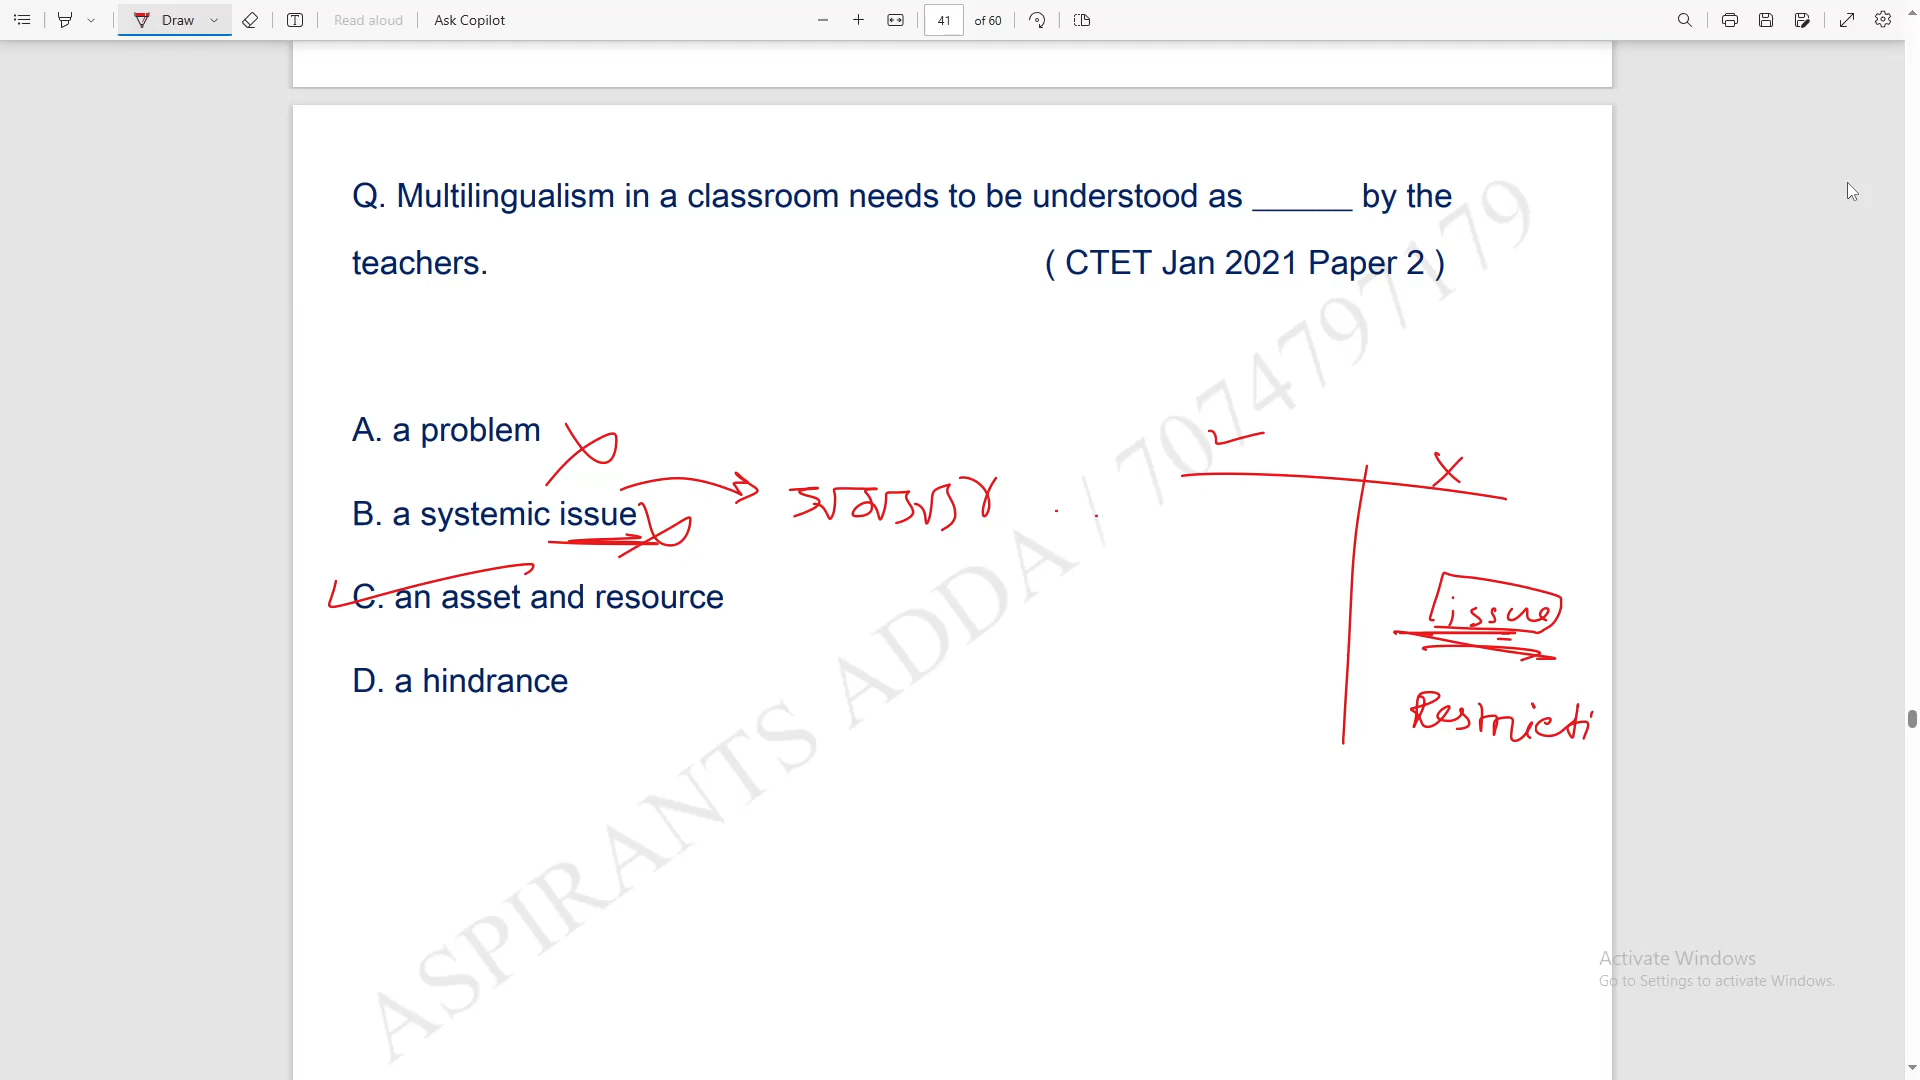 Draw
Read aloud
Ask Copilot
41 of 60
Q. Multilingualism in a classroom needs to be understood as ______ by the
teachers. ( CTET Jan 2021 Paper 2 )
A. a problem
B. a systemic issue
C. an asset and resource
D. a hindrance
issue
Restricti
ASPIRANTS ADDA / 7074797179
Activate Windows
Go to Settings to activate Windows.